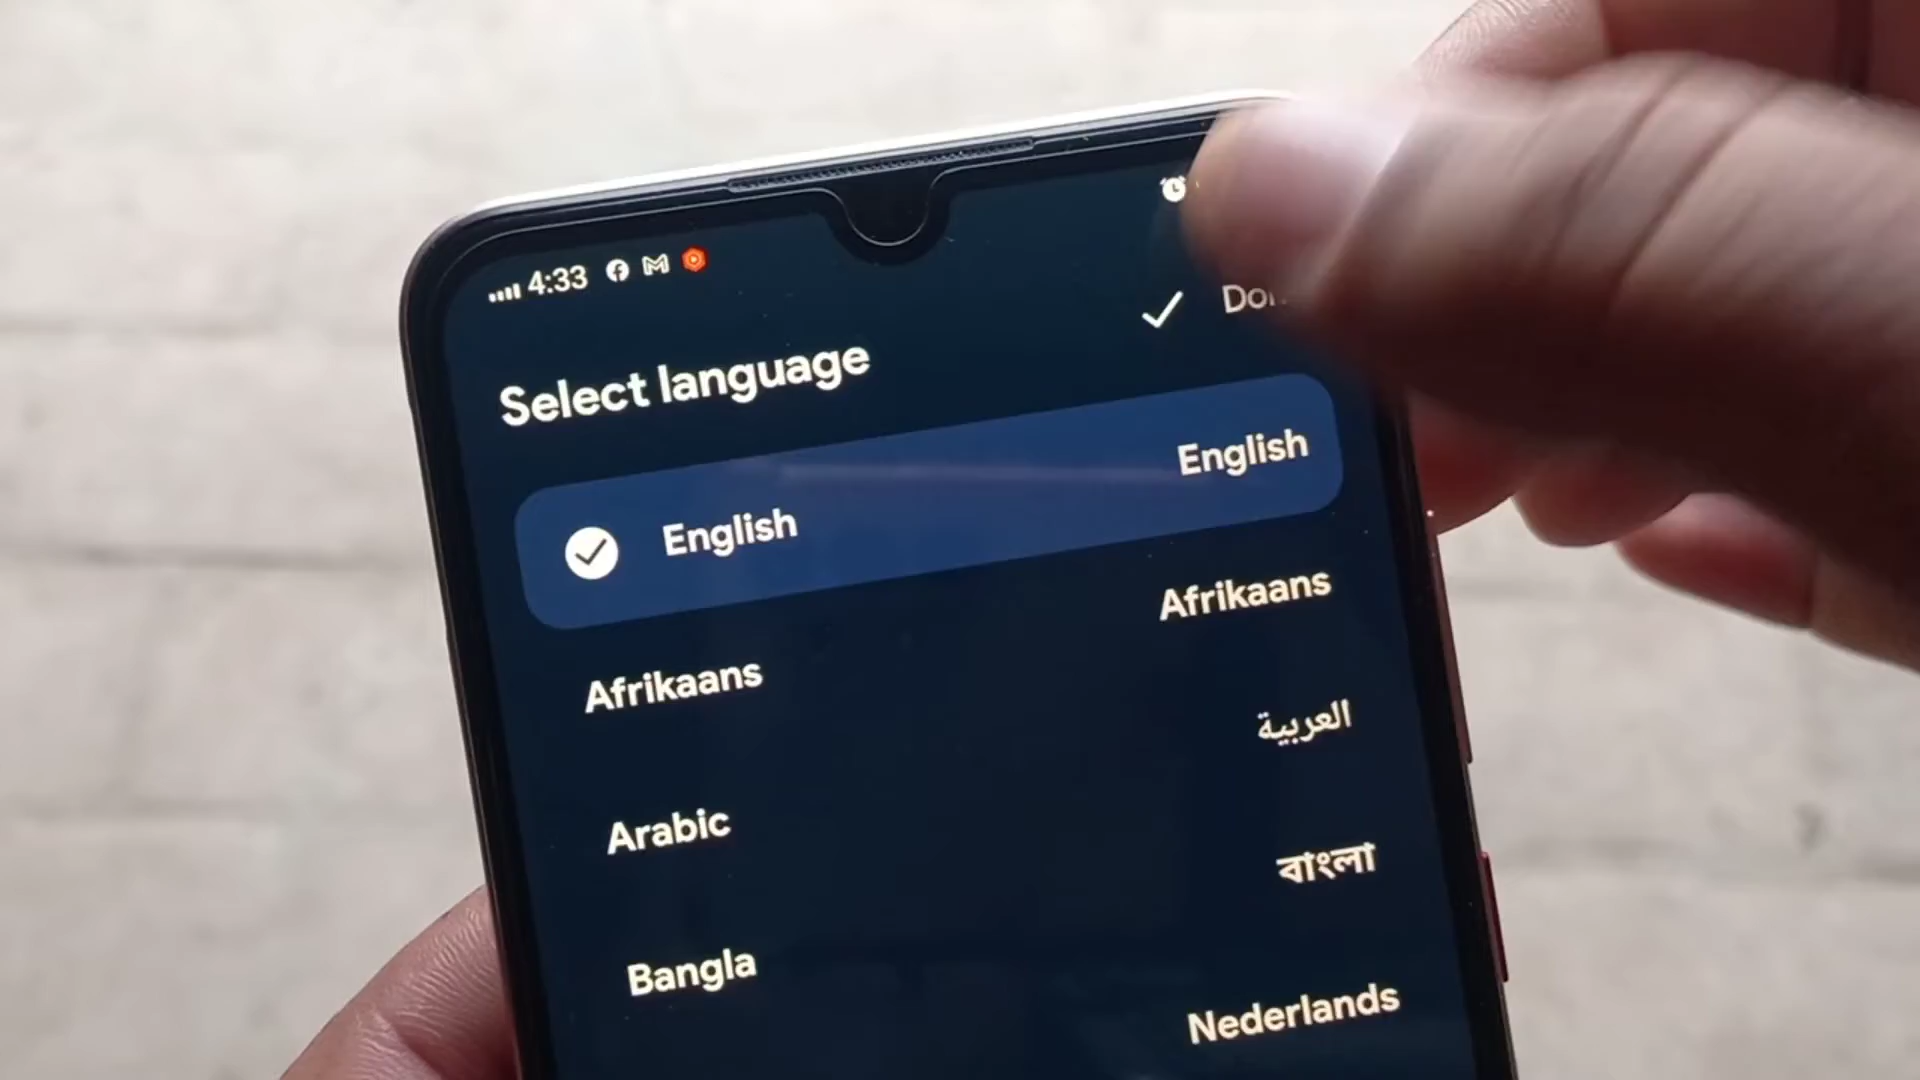 4:33
Select language
English English
Afrikaans Afrikaans
Arabic العربية
Bangla বাংলা
Nederlands